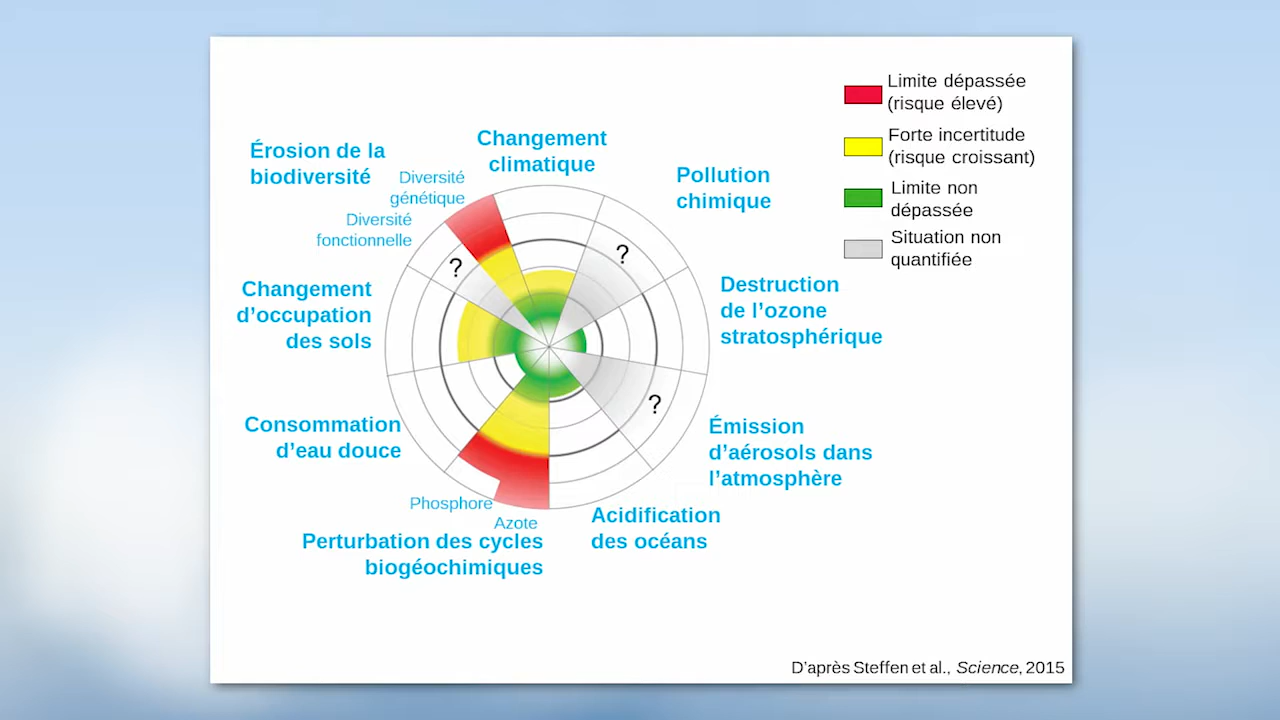 Limite dépassée
(risque élevé)
Forte incertitude
(risque croissant)
Limite non
dépassée
Situation non
quantifiée
Changement
climatique
Érosion de la
biodiversité
Diversité
génétique
Diversité
fonctionnelle
Pollution
chimique
?
?
Changement
d’occupation
des sols
Destruction
de l’ozone
stratosphérique
?
Consommation
d’eau douce
Émission
d’aérosols dans
l’atmosphère
Phosphore
Azote
Perturbation des cycles
biogéochimiques
Acidification
des océans
D’après Steffen et al., Science, 2015